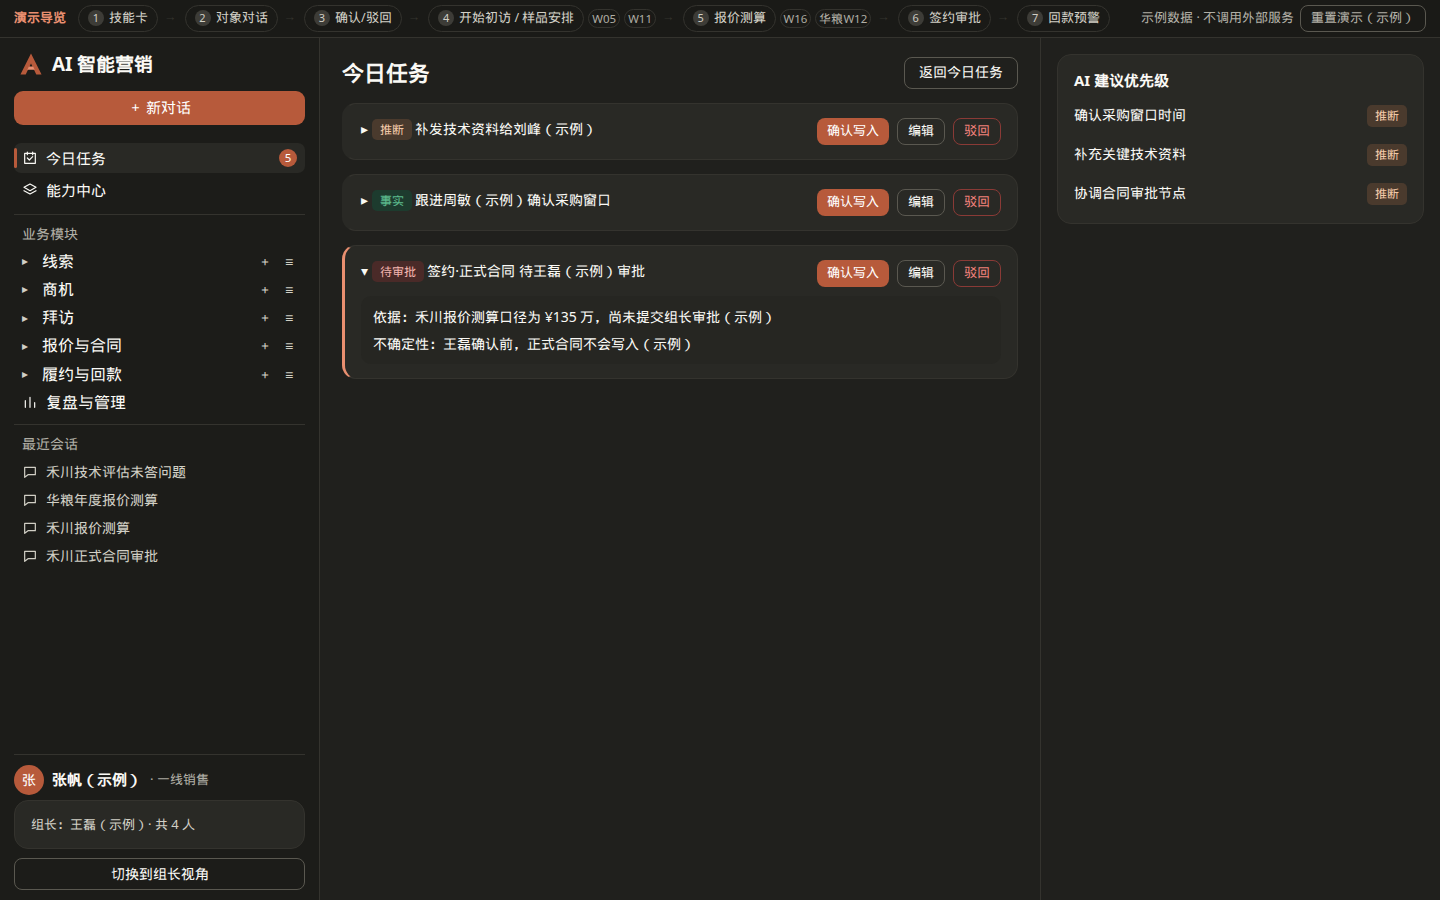 演示导览 1 技能卡 → 2 对象对话 → 3 确认/驳回 → 4 开始初访 / 样品安排 W05 W11 → 5 报价测算 W16 华粮W12 → 6 签约审批 → 7 回款预警 示例数据 · 不调用外部服务 重置演示（示例）
AI 智能营销
+ 新对话
今日任务 5
能力中心
业务模块
▸ 线索 + ≡
▸ 商机 + ≡
▸ 拜访 + ≡
▸ 报价与合同 + ≡
▸ 履约与回款 + ≡
复盘与管理
最近会话
禾川技术评估未答问题
华粮年度报价测算
禾川报价测算
禾川正式合同审批
张 张帆（示例） · 一线销售
组长：王磊（示例）· 共 4 人
切换到组长视角
今日任务 返回今日任务
▸ 推断 补发技术资料给刘峰（示例） 确认写入 编辑 驳回
▸ 事实 跟进周敏（示例）确认采购窗口 确认写入 编辑 驳回
▾ 待审批 签约·正式合同 待王磊（示例）审批 确认写入 编辑 驳回
依据：禾川报价测算口径为 ¥135 万，尚未提交组长审批（示例）
不确定性：王磊确认前，正式合同不会写入（示例）
AI 建议优先级
确认采购窗口时间 推断
补充关键技术资料 推断
协调合同审批节点 推断